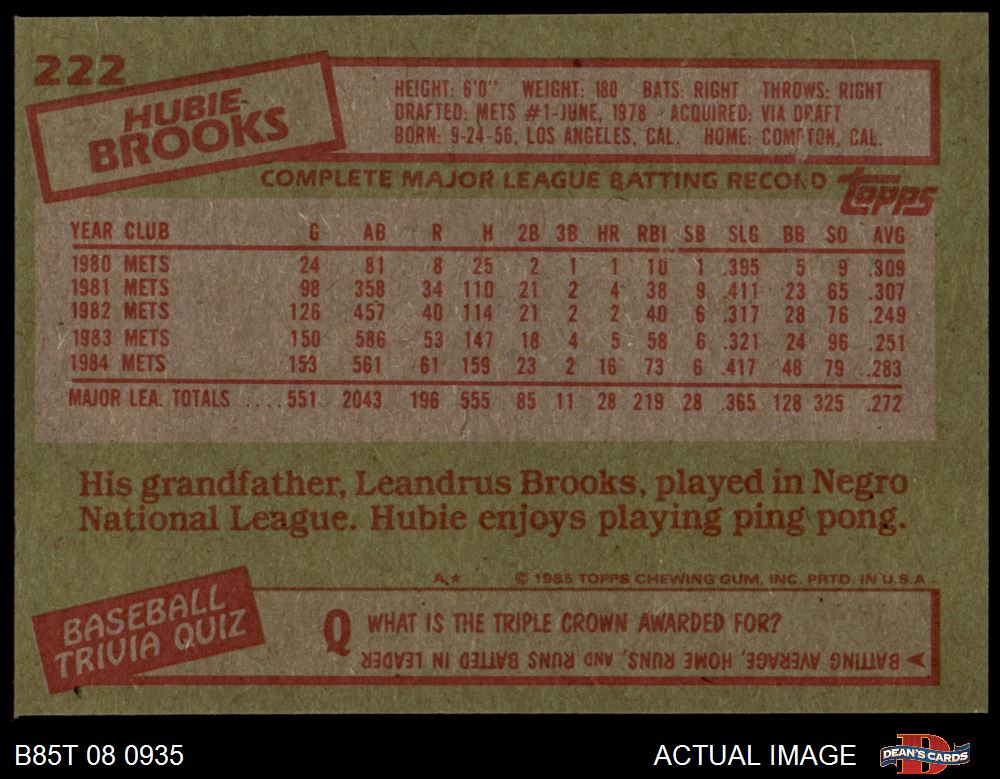 222
HUBIE
BROOKS
HEIGHT: 6'0" WEIGHT: 180 BATS: RIGHT THROWS: RIGHT
DRAFTED: METS #1-JUNE, 1978 ACQUIRED: VIA DRAFT
BORN: 9-24-56, LOS ANGELES, CAL. HOME: COMPTON, CAL.
COMPLETE MAJOR LEAGUE BATTING RECORD topps
YEAR CLUB G AB R H 2B 3B HR RBI SB SLG BB SO AVG
1980 METS 24 81 8 25 2 1 1 10 1 .395 5 9 .309
1981 METS 98 358 34 110 21 2 4 38 9 .411 23 65 .307
1982 METS 126 457 40 114 21 2 2 40 6 .317 28 76 .249
1983 METS 150 586 53 147 18 4 5 58 6 .321 24 96 .251
1984 METS 153 561 61 159 23 2 16 73 6 .417 48 79 .283
MAJOR LEA. TOTALS ....551 2043 196 555 85 11 28 219 28 .365 128 325 .272
His grandfather, Leandrus Brooks, played in Negro
National League. Hubie enjoys playing ping pong.
A* © 1985 TOPPS CHEWING GUM, INC. PRTD. IN U.S.A.
BASEBALL
TRIVIA QUIZ
Q WHAT IS THE TRIPLE CROWN AWARDED FOR?
BATTING AVERAGE, HOME RUNS, AND RUNS BATTED IN LEADER
B85T 08 0935
ACTUAL IMAGE
D
DEAN'S CARDS